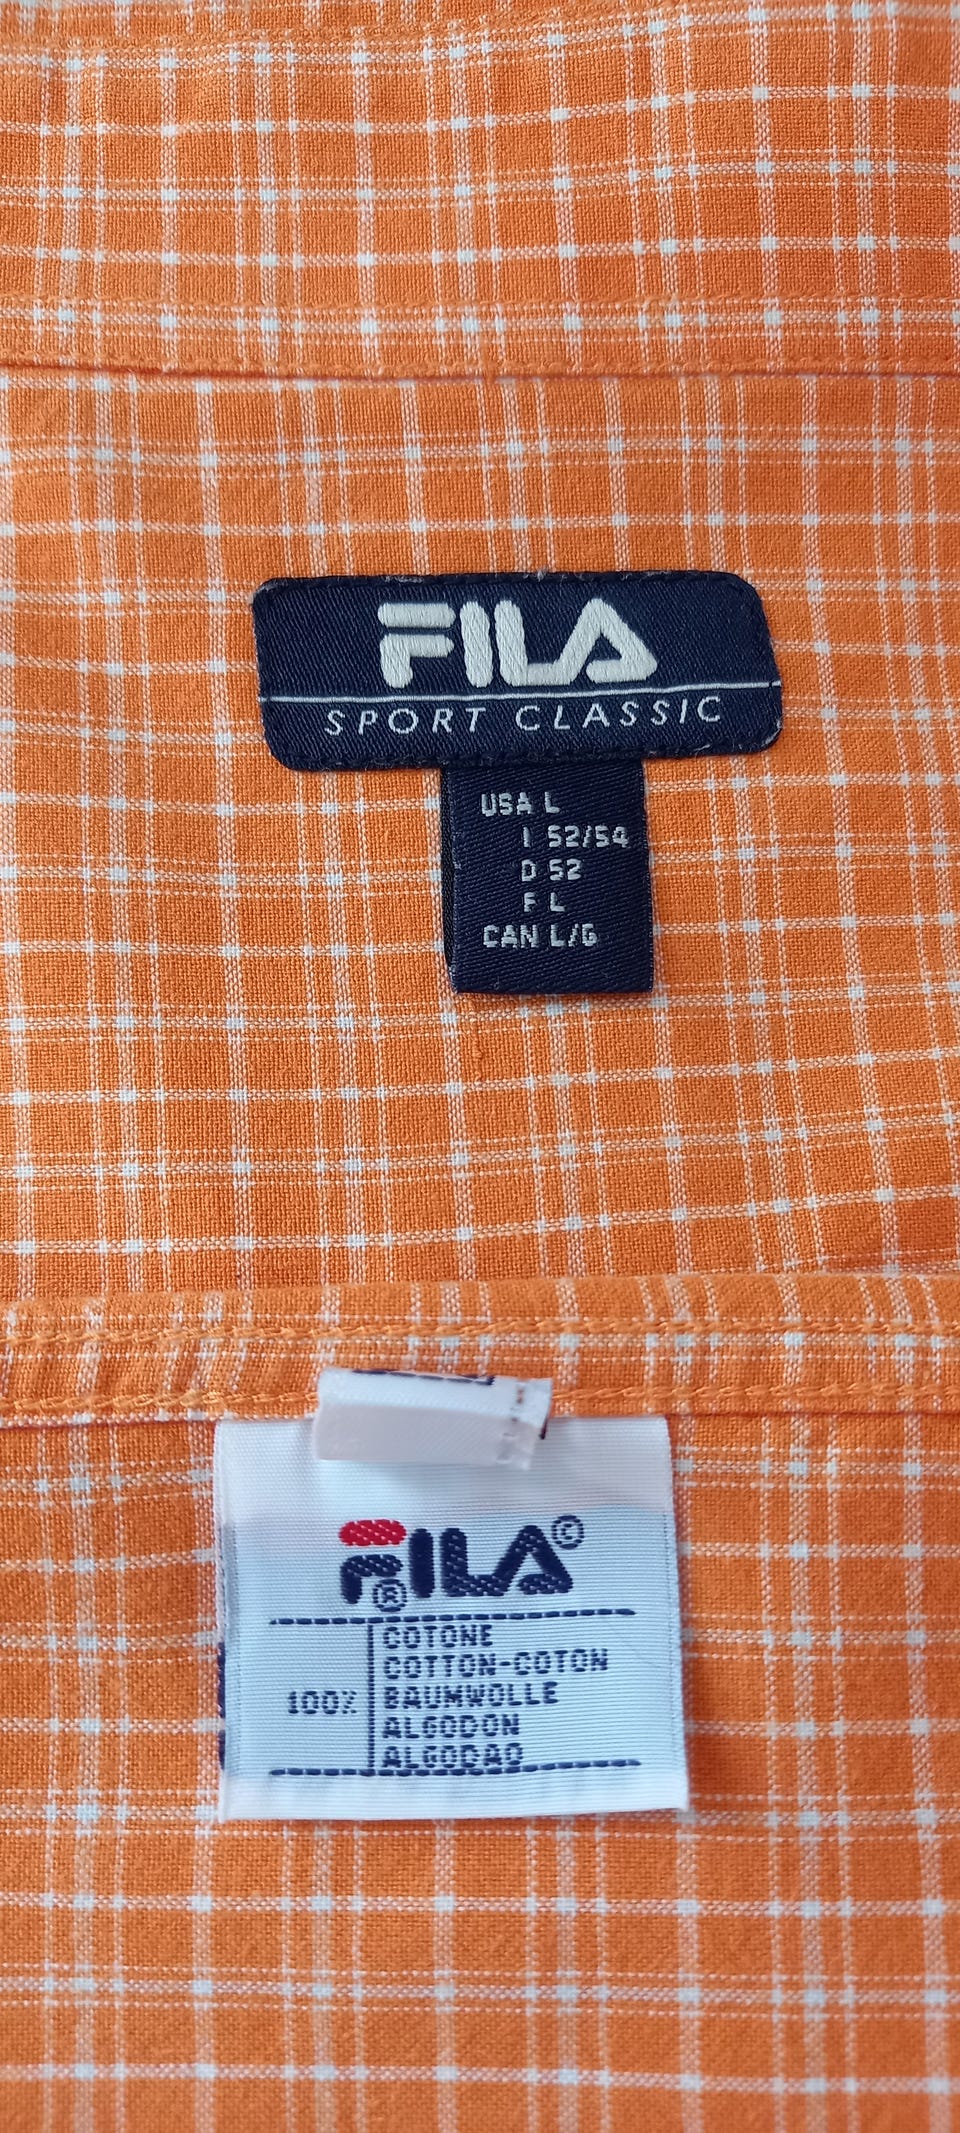 FILA
SPORT CLASSIC
USA L
I 52/54
D 52
F L
CAN L/G
FILA©
®
COTONE
COTTON-COTON
100% BAUMWOLLE
ALGODON
ALGODAO